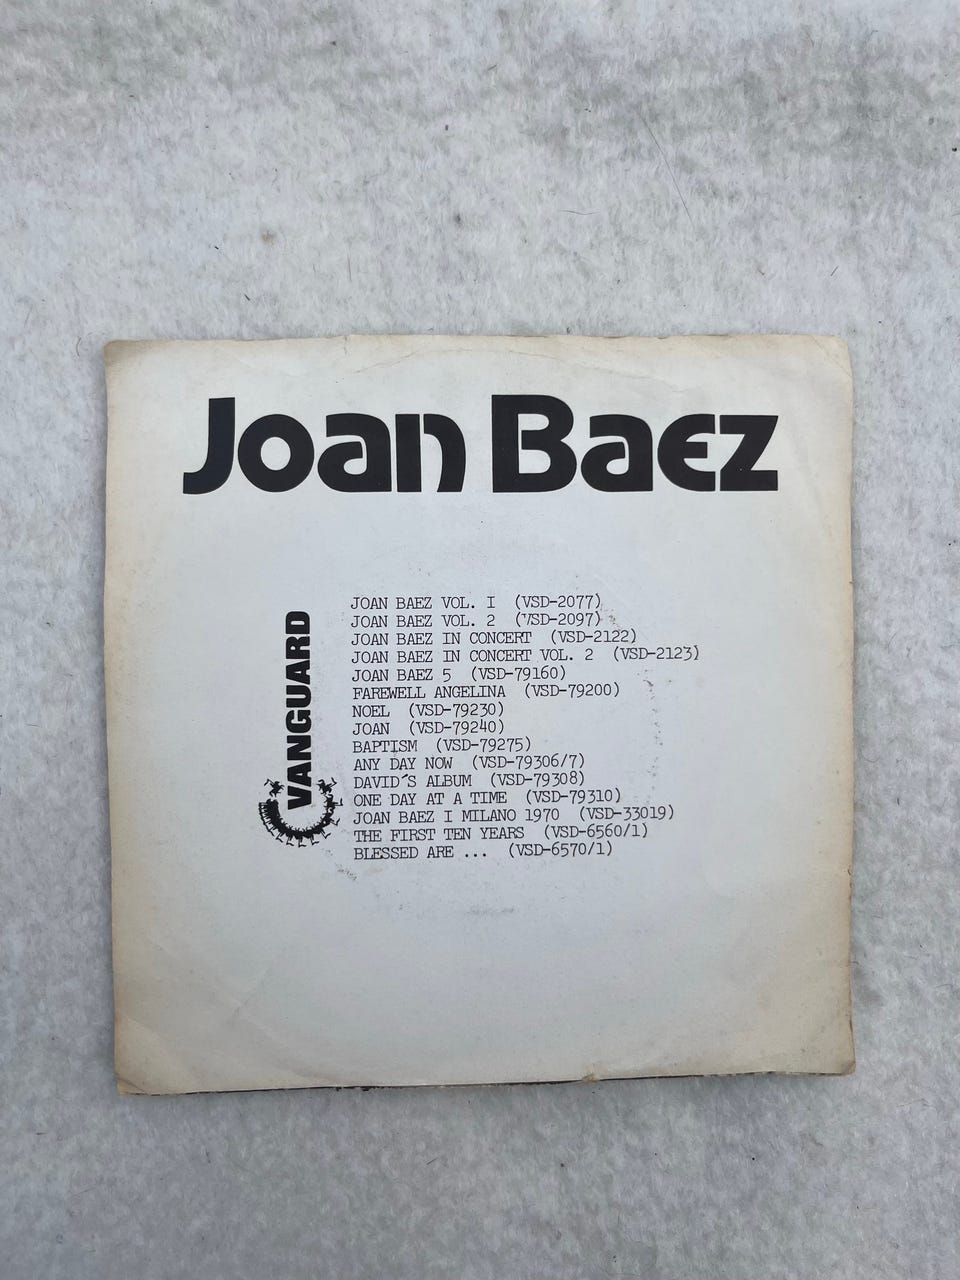 Joan Baez
VANGUARD
JOAN BAEZ VOL. I (VSD-2077)
JOAN BAEZ VOL. 2 (VSD-2097)
JOAN BAEZ IN CONCERT (VSD-2122)
JOAN BAEZ IN CONCERT VOL. 2 (VSD-2123)
JOAN BAEZ 5 (VSD-79160)
FAREWELL ANGELINA (VSD-79200)
NOEL (VSD-79230)
JOAN (VSD-79240)
BAPTISM (VSD-79275)
ANY DAY NOW (VSD-79306/7)
DAVID´S ALBUM (VSD-79308)
ONE DAY AT A TIME (VSD-79310)
JOAN BAEZ I MILANO 1970 (VSD-33019)
THE FIRST TEN YEARS (VSD-6560/1)
BLESSED ARE ... (VSD-6570/1)